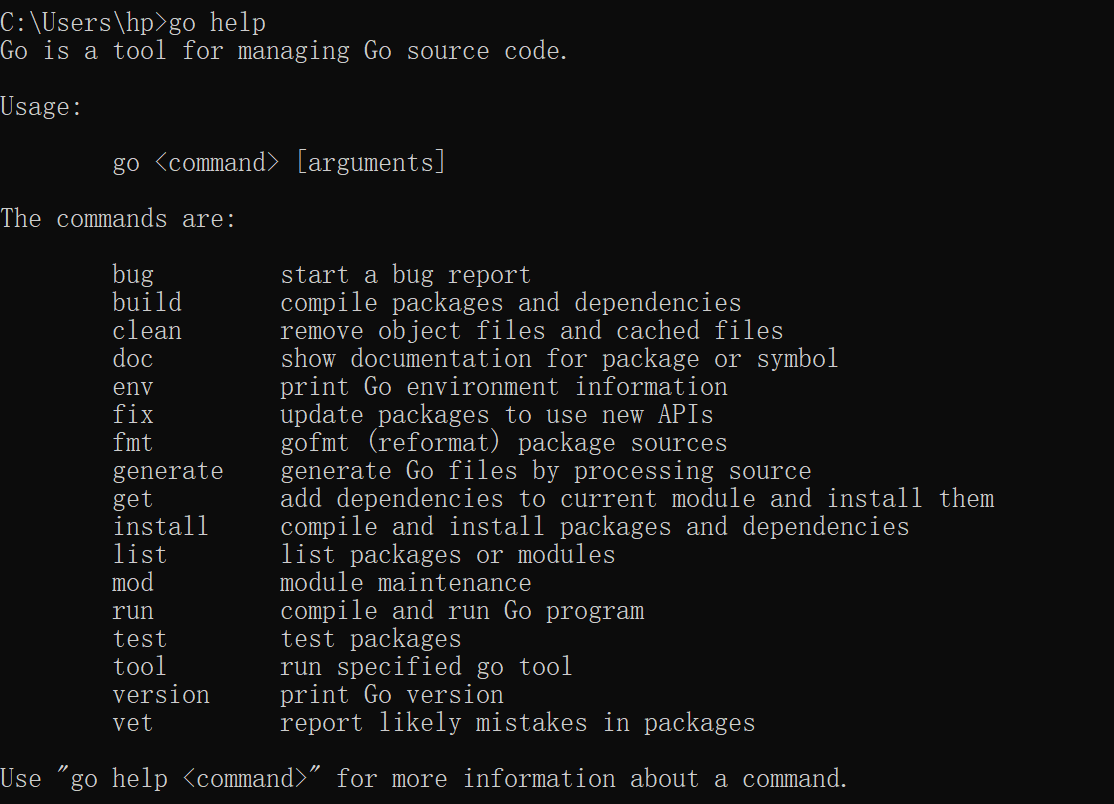 C:\Users\hp>go help
Go is a tool for managing Go source code.
Usage:
go <command> [arguments]
The commands are:
bug start a bug report
build compile packages and dependencies
clean remove object files and cached files
doc show documentation for package or symbol
env print Go environment information
fix update packages to use new APIs
fmt gofmt (reformat) package sources
generate generate Go files by processing source
get add dependencies to current module and install them
install compile and install packages and dependencies
list list packages or modules
mod module maintenance
run compile and run Go program
test test packages
tool run specified go tool
version print Go version
vet report likely mistakes in packages
Use "go help <command>" for more information about a command.